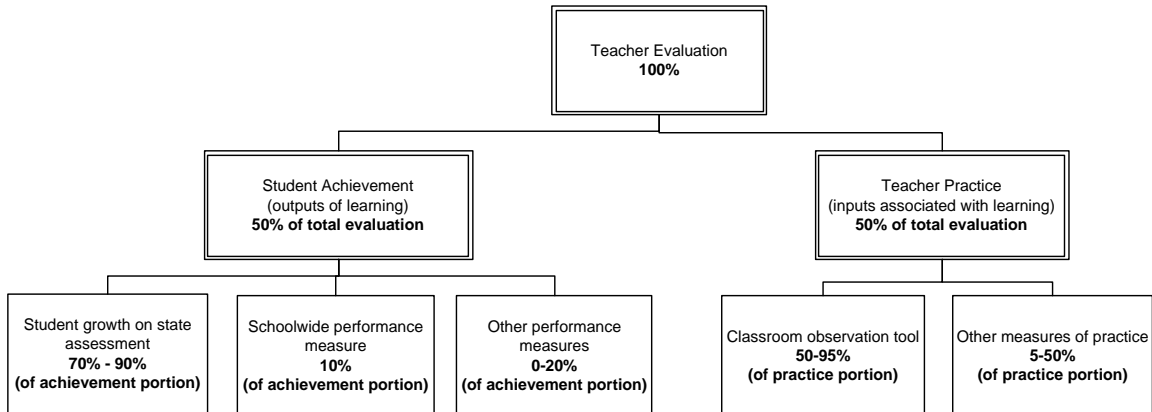 Teacher Evaluation
100%
Student Achievement
(outputs of learning)
50% of total evaluation
Teacher Practice
(inputs associated with learning)
50% of total evaluation
Student growth on state
assessment
70% - 90%
(of achievement portion)
Schoolwide performance
measure
10%
(of achievement portion)
Other performance
measures
0-20%
(of achievement portion)
Classroom observation tool
50-95%
(of practice portion)
Other measures of practice
5-50%
(of practice portion)